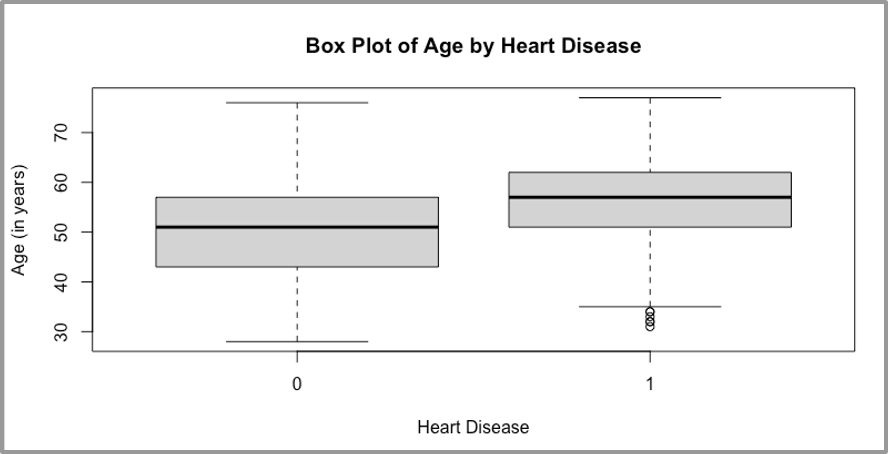 Box Plot of Age by Heart Disease
Age (in years)
70
60
50
40
30
0 1
Heart Disease